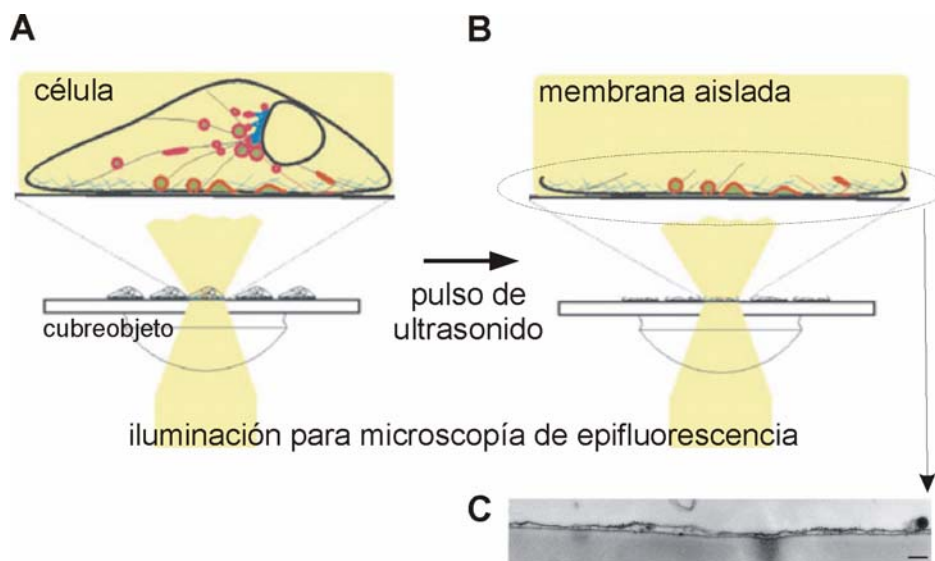 A
B
célula
membrana aislada
pulso de
ultrasonido
cubreobjeto
iluminación para microscopía de epifluorescencia
C